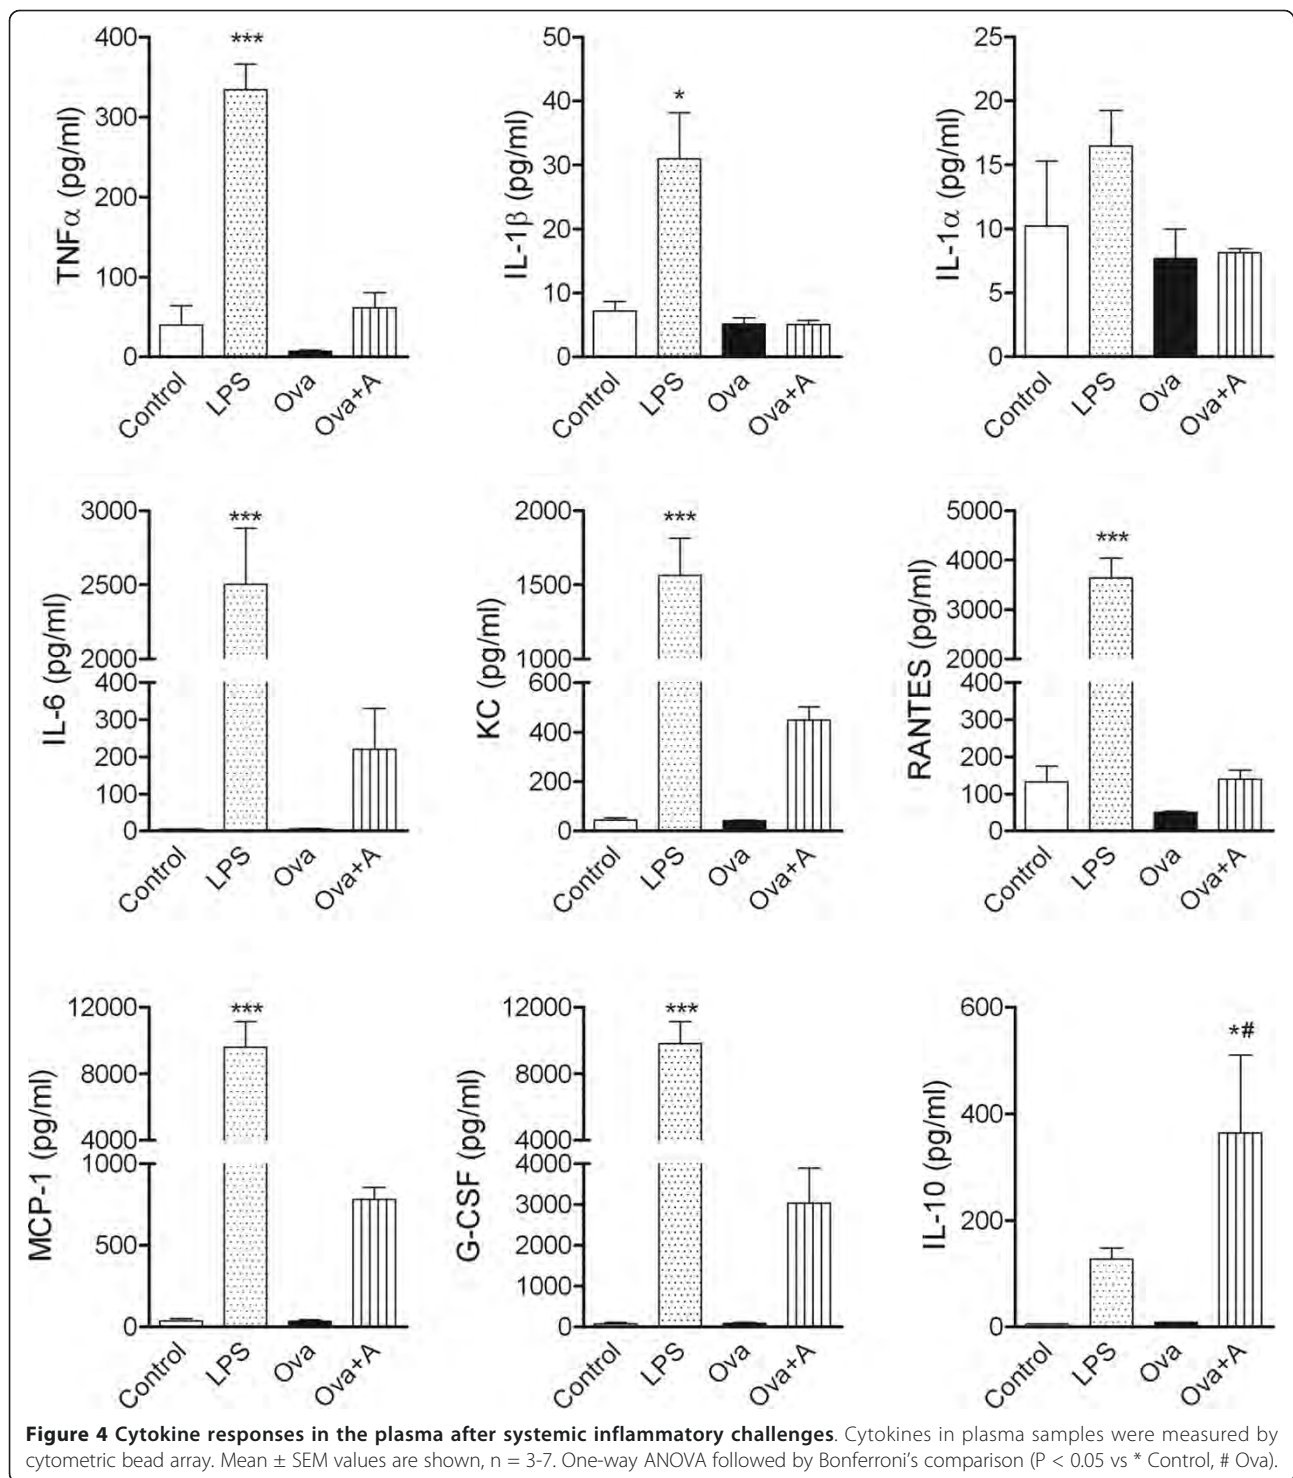 400
300
200
100
0
TNFα (pg/ml)
***
Control
LPS
Ova
Ova+A
50
40
30
20
10
0
IL-1β (pg/ml)
*
Control
LPS
Ova
Ova+A
25
20
15
10
5
0
IL-1α (pg/ml)
Control
LPS
Ova
Ova+A
3000
2500
2000
400
300
200
100
0
IL-6 (pg/ml)
***
Control
LPS
Ova
Ova+A
2000
1500
1000
600
400
200
0
KC (pg/ml)
***
Control
LPS
Ova
Ova+A
5000
4000
3000
2000
400
300
200
100
0
RANTES (pg/ml)
***
Control
LPS
Ova
Ova+A
12000
8000
4000
1000
500
0
MCP-1 (pg/ml)
***
Control
LPS
Ova
Ova+A
12000
8000
4000
4000
3000
2000
1000
0
G-CSF (pg/ml)
***
Control
LPS
Ova
Ova+A
600
400
200
0
IL-10 (pg/ml)
*#
Control
LPS
Ova
Ova+A
Figure 4 Cytokine responses in the plasma after systemic inflammatory challenges. Cytokines in plasma samples were measured by
cytometric bead array. Mean ± SEM values are shown, n = 3-7. One-way ANOVA followed by Bonferroni's comparison (P < 0.05 vs * Control, # Ova).